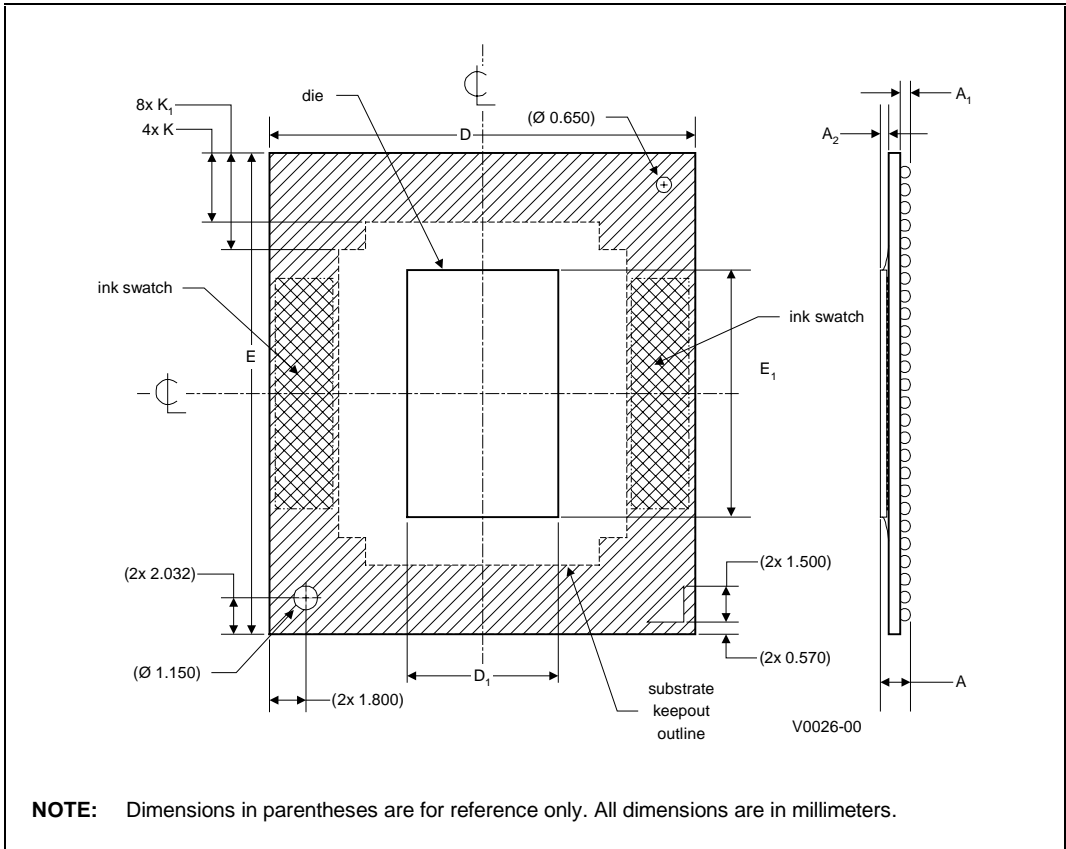 die
8x K₁
4x K
D
(Ø 0.650)
A₁
A₂
ink swatch
E
ink swatch
E₁
(2x 2.032)
(2x 1.500)
(Ø 1.150)
(2x 1.800)
D₁
(2x 0.570)
substrate
keepout
outline
A
V0026-00
NOTE: Dimensions in parentheses are for reference only. All dimensions are in millimeters.